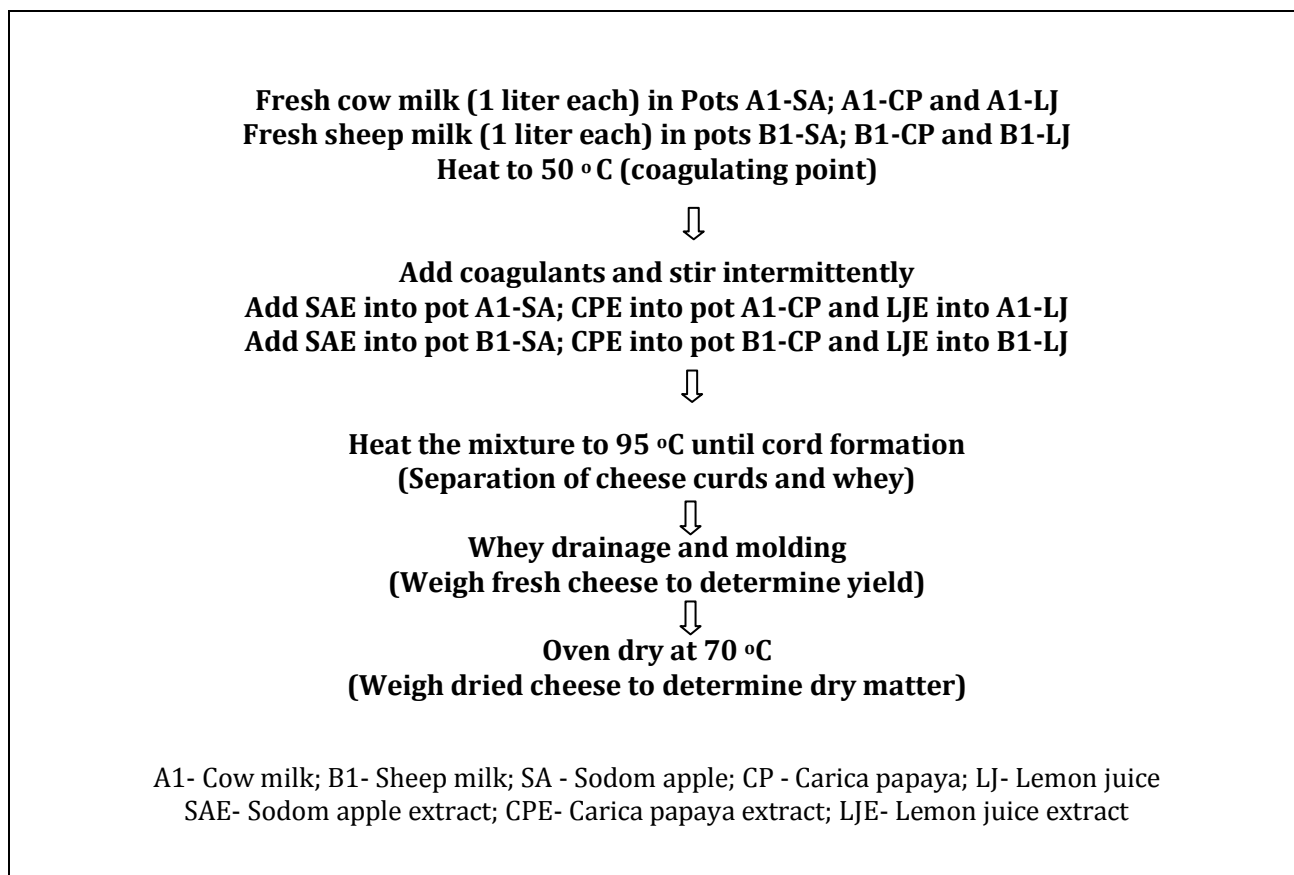 Fresh cow milk (1 liter each) in Pots A1-SA; A1-CP and A1-LJ
Fresh sheep milk (1 liter each) in pots B1-SA; B1-CP and B1-LJ
Heat to 50 ᵒ C (coagulating point)
Add coagulants and stir intermittently
Add SAE into pot A1-SA; CPE into pot A1-CP and LJE into A1-LJ
Add SAE into pot B1-SA; CPE into pot B1-CP and LJE into B1-LJ
Heat the mixture to 95 ᵒC until cord formation
(Separation of cheese curds and whey)
Whey drainage and molding
(Weigh fresh cheese to determine yield)
Oven dry at 70 ᵒC
(Weigh dried cheese to determine dry matter)
A1- Cow milk; B1- Sheep milk; SA - Sodom apple; CP - Carica papaya; LJ- Lemon juice
SAE- Sodom apple extract; CPE- Carica papaya extract; LJE- Lemon juice extract